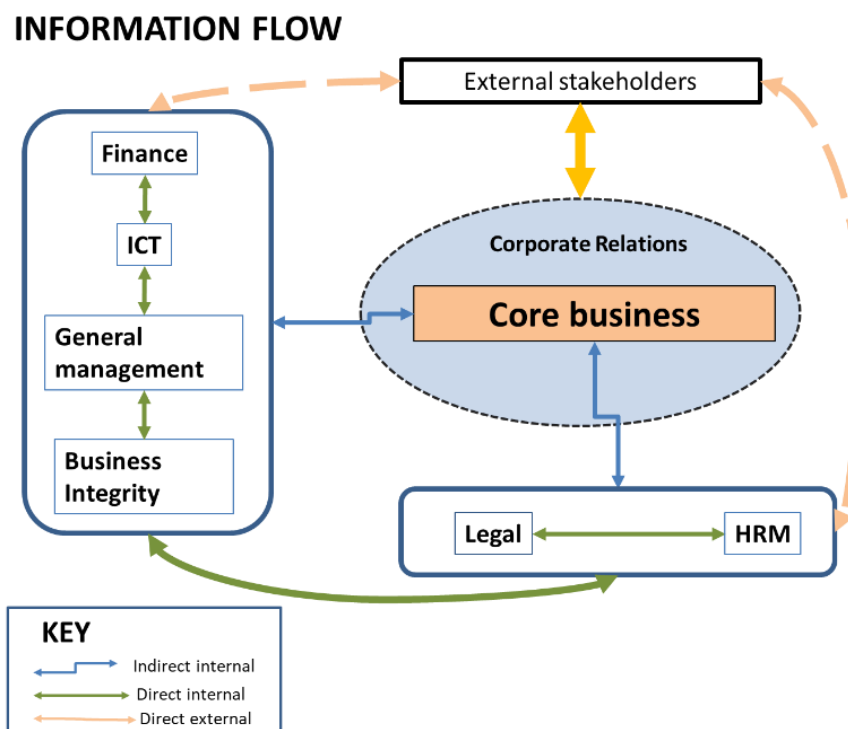 INFORMATION FLOW
External stakeholders
Finance
ICT
General
management
Business
Integrity
Corporate Relations
Core business
Legal
HRM
KEY
Indirect internal
Direct internal
Direct external